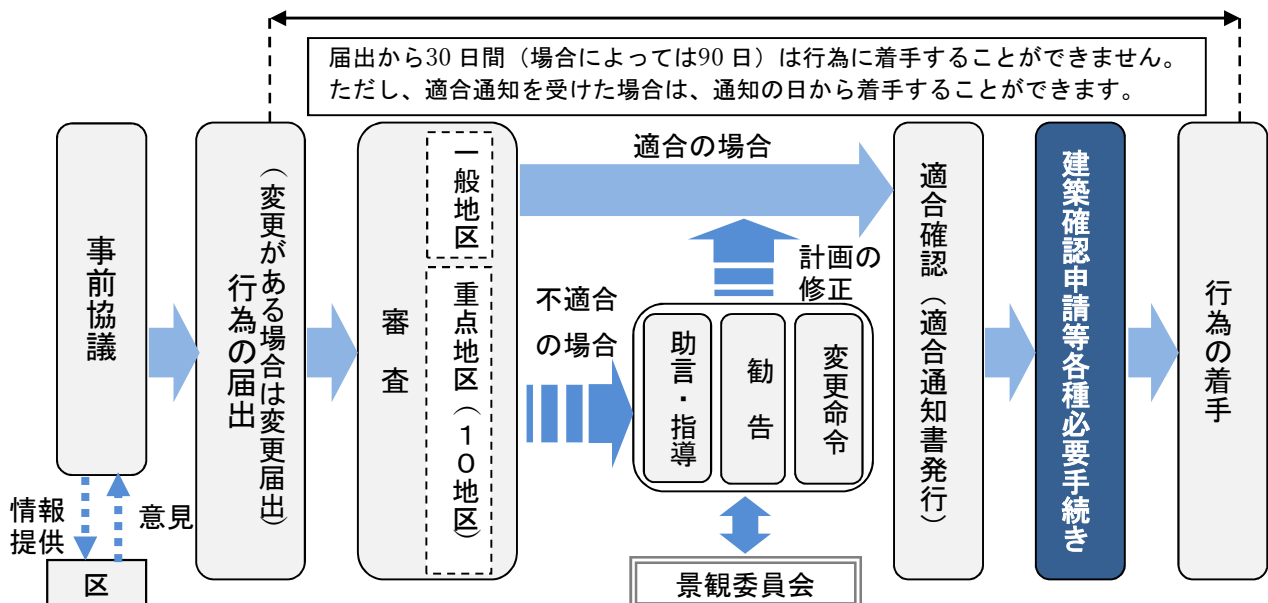 届出から30 日間（場合によっては90 日）は行為に着手することができません。
ただし、適合通知を受けた場合は、通知の日から着手することができます。
事前協議
情報
提供
意見
区
行為の届出
（変更がある場合は変更届出）
審査
一般地区
重点地区（１０地区）
適合の場合
不適合
の場合
計画の
修正
助言・指導
勧告
変更命令
景観委員会
適合確認（適合通知書発行）
建築確認申請等各種必要手続き
行為の着手